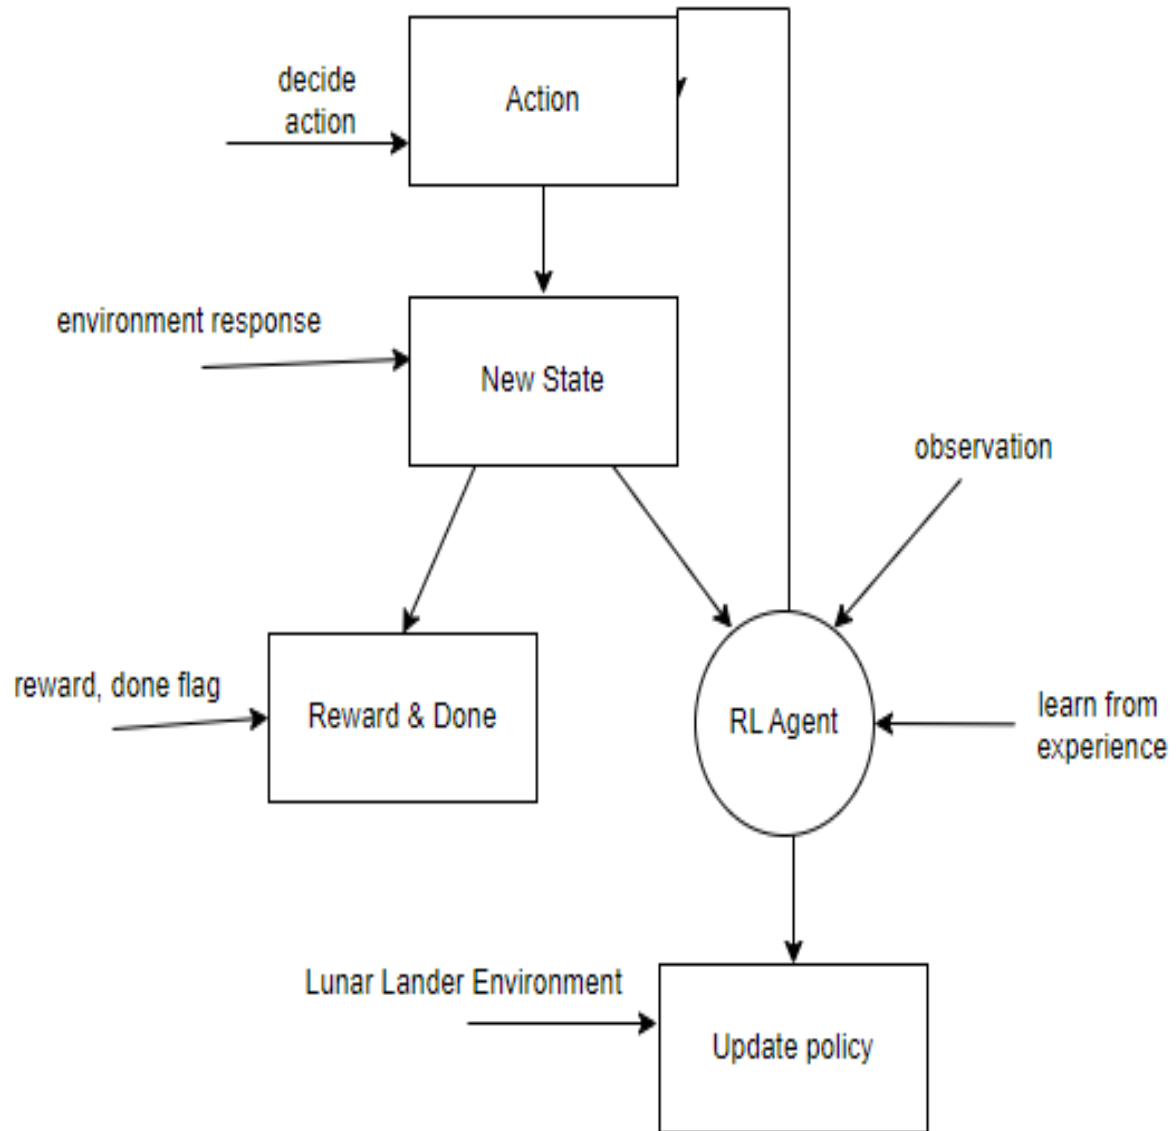 decide
action
Action
environment response
New State
observation
reward, done flag
Reward & Done
RL Agent
learn from
experience
Lunar Lander Environment
Update policy